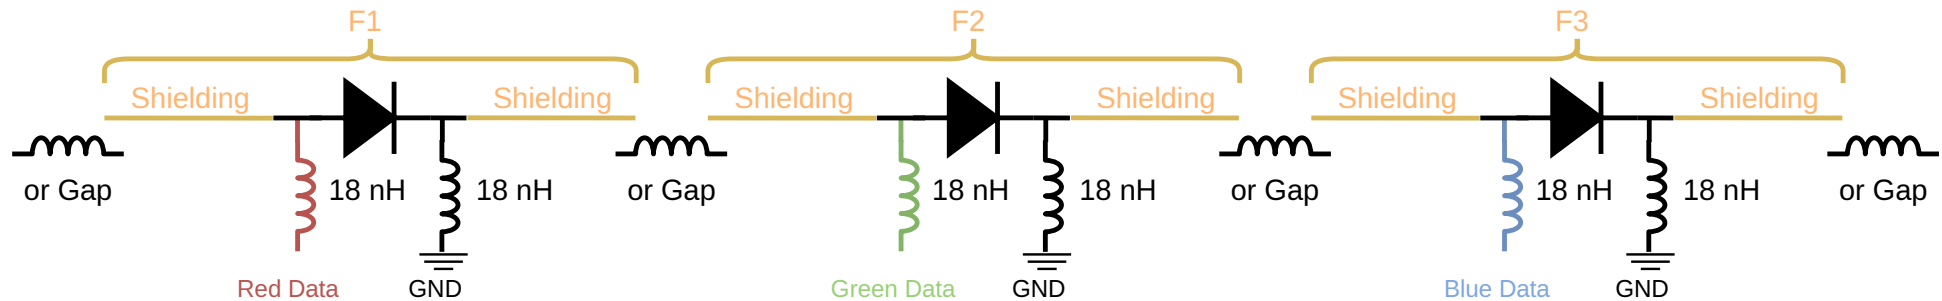 F1 F2 F3
Shielding Shielding Shielding Shielding Shielding Shielding
or Gap 18 nH 18 nH or Gap 18 nH 18 nH or Gap 18 nH 18 nH or Gap
Red Data GND Green Data GND Blue Data GND